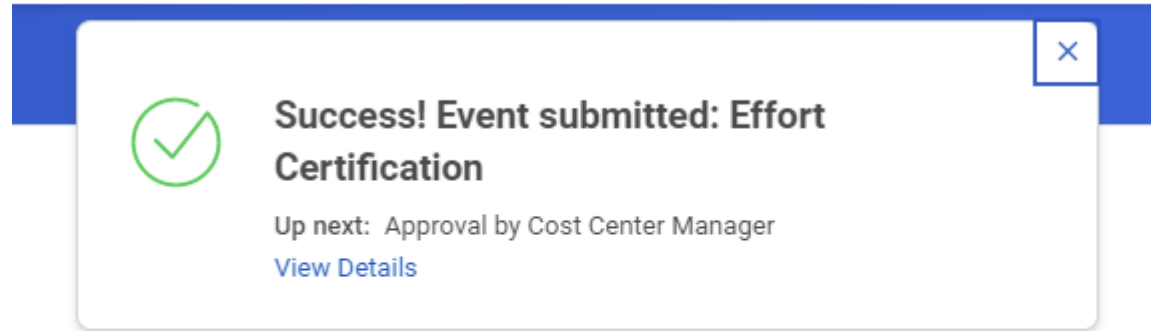 Success! Event submitted: Effort
Certification
Up next: Approval by Cost Center Manager
View Details